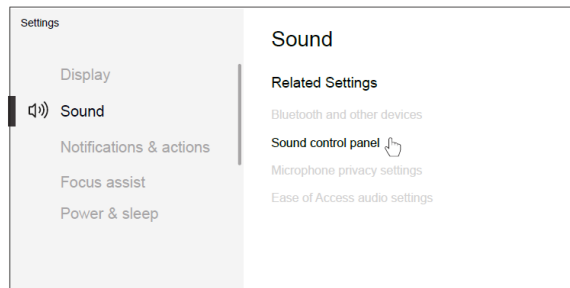 Settings
Display
Sound
Notifications & actions
Focus assist
Power & sleep
Sound
Related Settings
Bluetooth and other devices
Sound control panel
Microphone privacy settings
Ease of Access audio settings